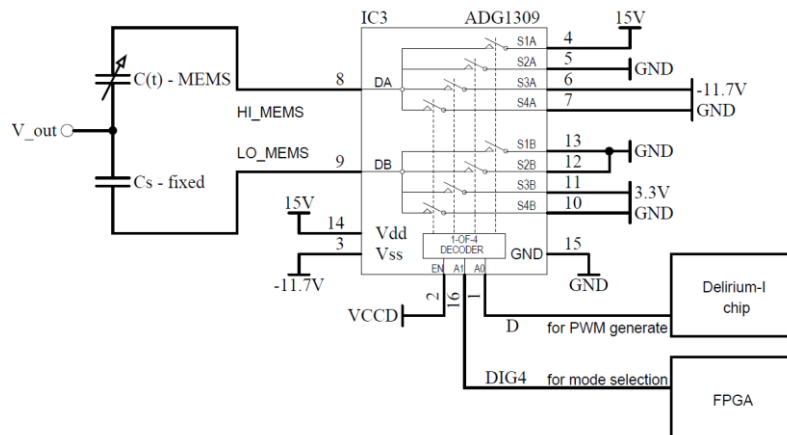 IC3 ADG1309
15V
C(t) - MEMS
V_out
Cs - fixed
HI_MEMS
LO_MEMS
8 DA
9 DB
S1A 4
S2A 5 GND
S3A 6 -11.7V
S4A 7 GND
S1B 13 GND
S2B 12
S3B 11 3.3V
S4B 10 GND
15V
14 Vdd
3 Vss
-11.7V
1-OF-4
DECODER
GND 15
GND
EN A1 A0
2 16 1
VCCD
D for PWM generate
Delirium-I
chip
DIG4 for mode selection
FPGA